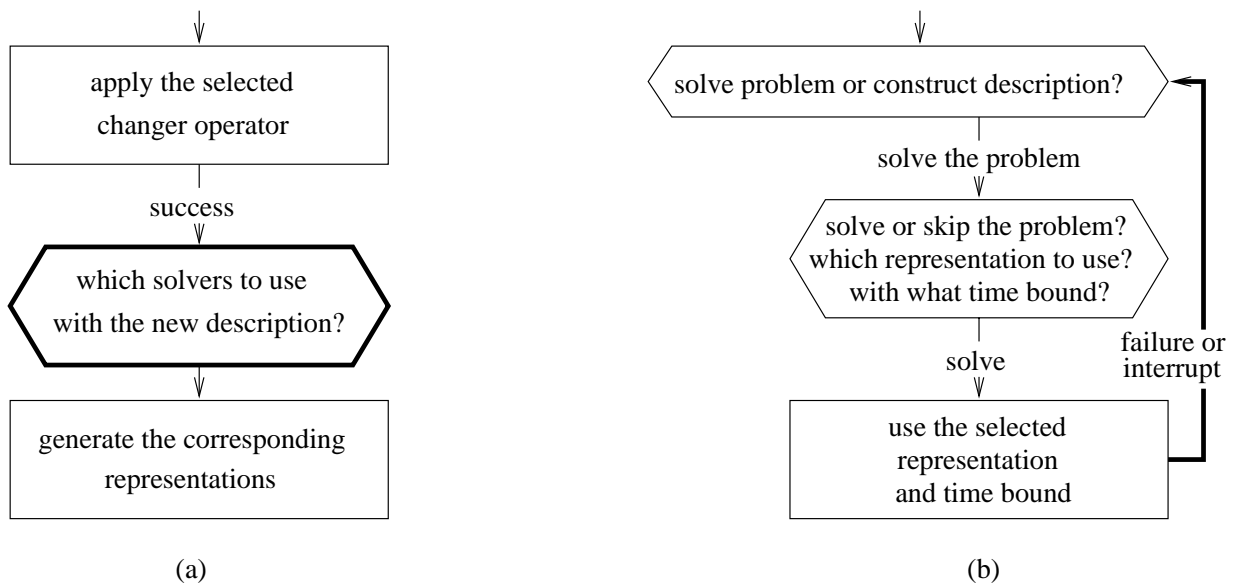 apply the selected
changer operator
success
which solvers to use
with the new description?
generate the corresponding
representations
(a)
solve problem or construct description?
solve the problem
solve or skip the problem?
which representation to use?
with what time bound?
solve
failure or
interrupt
use the selected
representation
and time bound
(b)